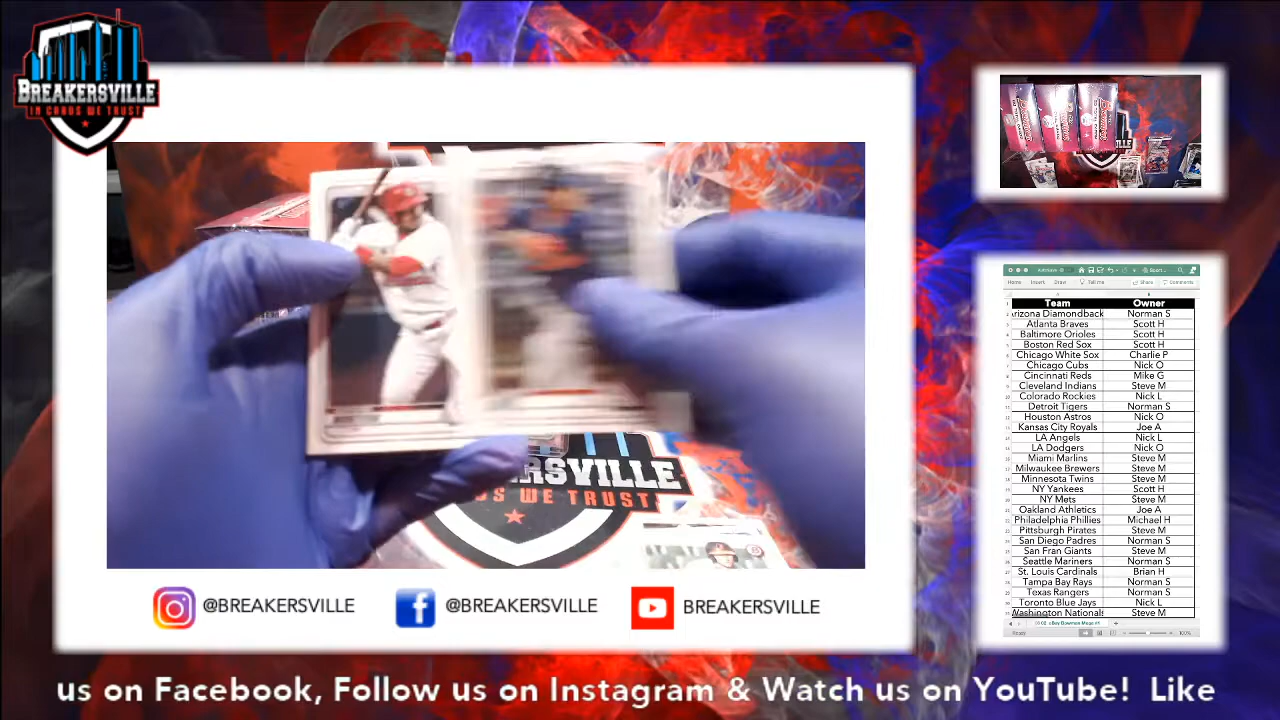 BREAKERSVILLE
IN CARDS WE TRUST
RSVILLE
DS WE TRUST
@BREAKERSVILLE
@BREAKERSVILLE
BREAKERSVILLE
Team Owner
rizona Diamondback Norman S
Atlanta Braves Scott H
Baltimore Orioles Scott H
Boston Red Sox Scott H
Chicago White Sox Charlie P
Chicago Cubs Nick O
Cincinnati Reds Mike G
Cleveland Indians Steve M
Colorado Rockies Nick L
Detroit Tigers Norman S
Houston Astros Nick O
Kansas City Royals Joe A
LA Angels Nick L
LA Dodgers Nick O
Miami Marlins Steve M
Milwaukee Brewers Steve M
Minnesota Twins Steve M
NY Yankees Scott H
NY Mets Steve M
Oakland Athletics Joe A
Philadelphia Phillies Michael H
Pittsburgh Pirates Steve M
San Diego Padres Norman S
San Fran Giants Steve M
Seattle Mariners Norman S
St. Louis Cardinals Brian H
Tampa Bay Rays Norman S
Texas Rangers Norman S
Toronto Blue Jays Nick L
Washington Nationals Steve M
us on Facebook, Follow us on Instagram & Watch us on YouTube! Like